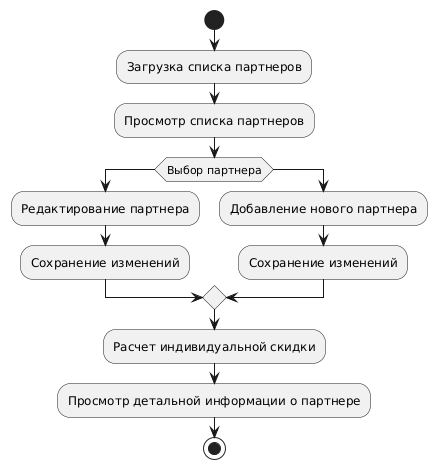 Загрузка списка партнеров
Просмотр списка партнеров
Выбор партнера
Редактирование партнера
Добавление нового партнера
Сохранение изменений
Сохранение изменений
Расчет индивидуальной скидки
Просмотр детальной информации о партнере